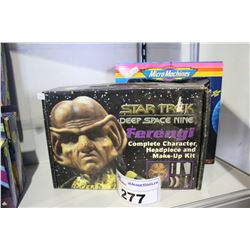 Micro Machines
STAR TREK
DEEP SPACE NINE
Ferengi
Complete Character
Headpiece and
Make-Up Kit
277